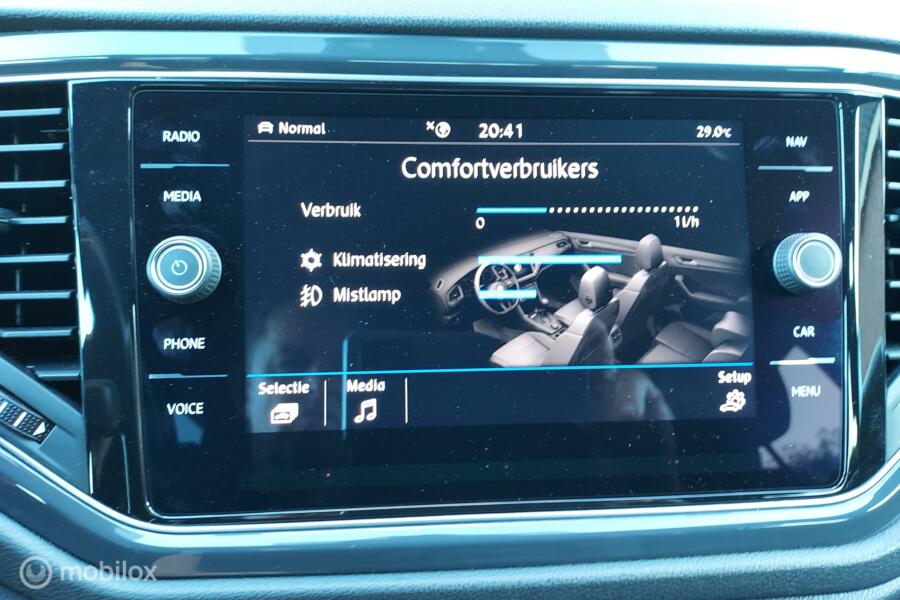 RADIO
MEDIA
PHONE
VOICE
Normal 20:41 29.0°C
Comfortverbruikers
Verbruik
0 1l/h
Klimatisering
Mistlamp
Selectie Media Setup
NAV
APP
CAR
MENU
mobilox